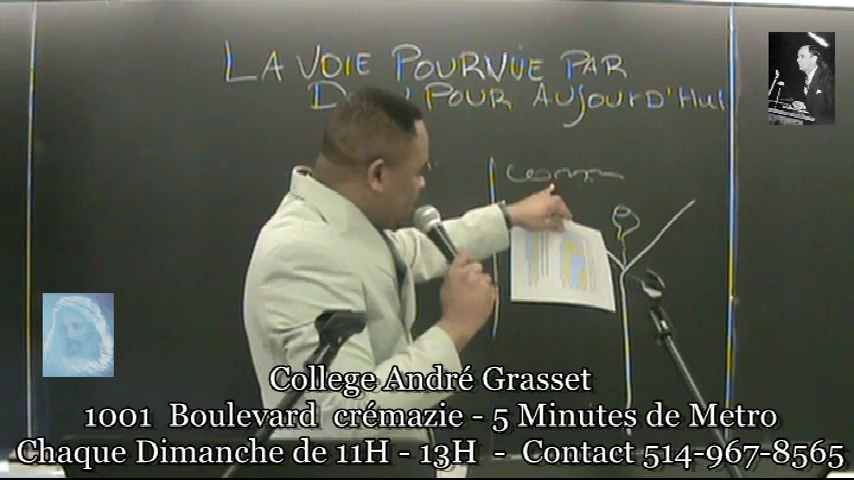 LA VOIE POURVUE PAR
POUR AUJOURD'HUI
College André Grasset
1001 Boulevard crémazie - 5 Minutes de Metro
Chaque Dimanche de 11H - 13H - Contact 514-967-8565